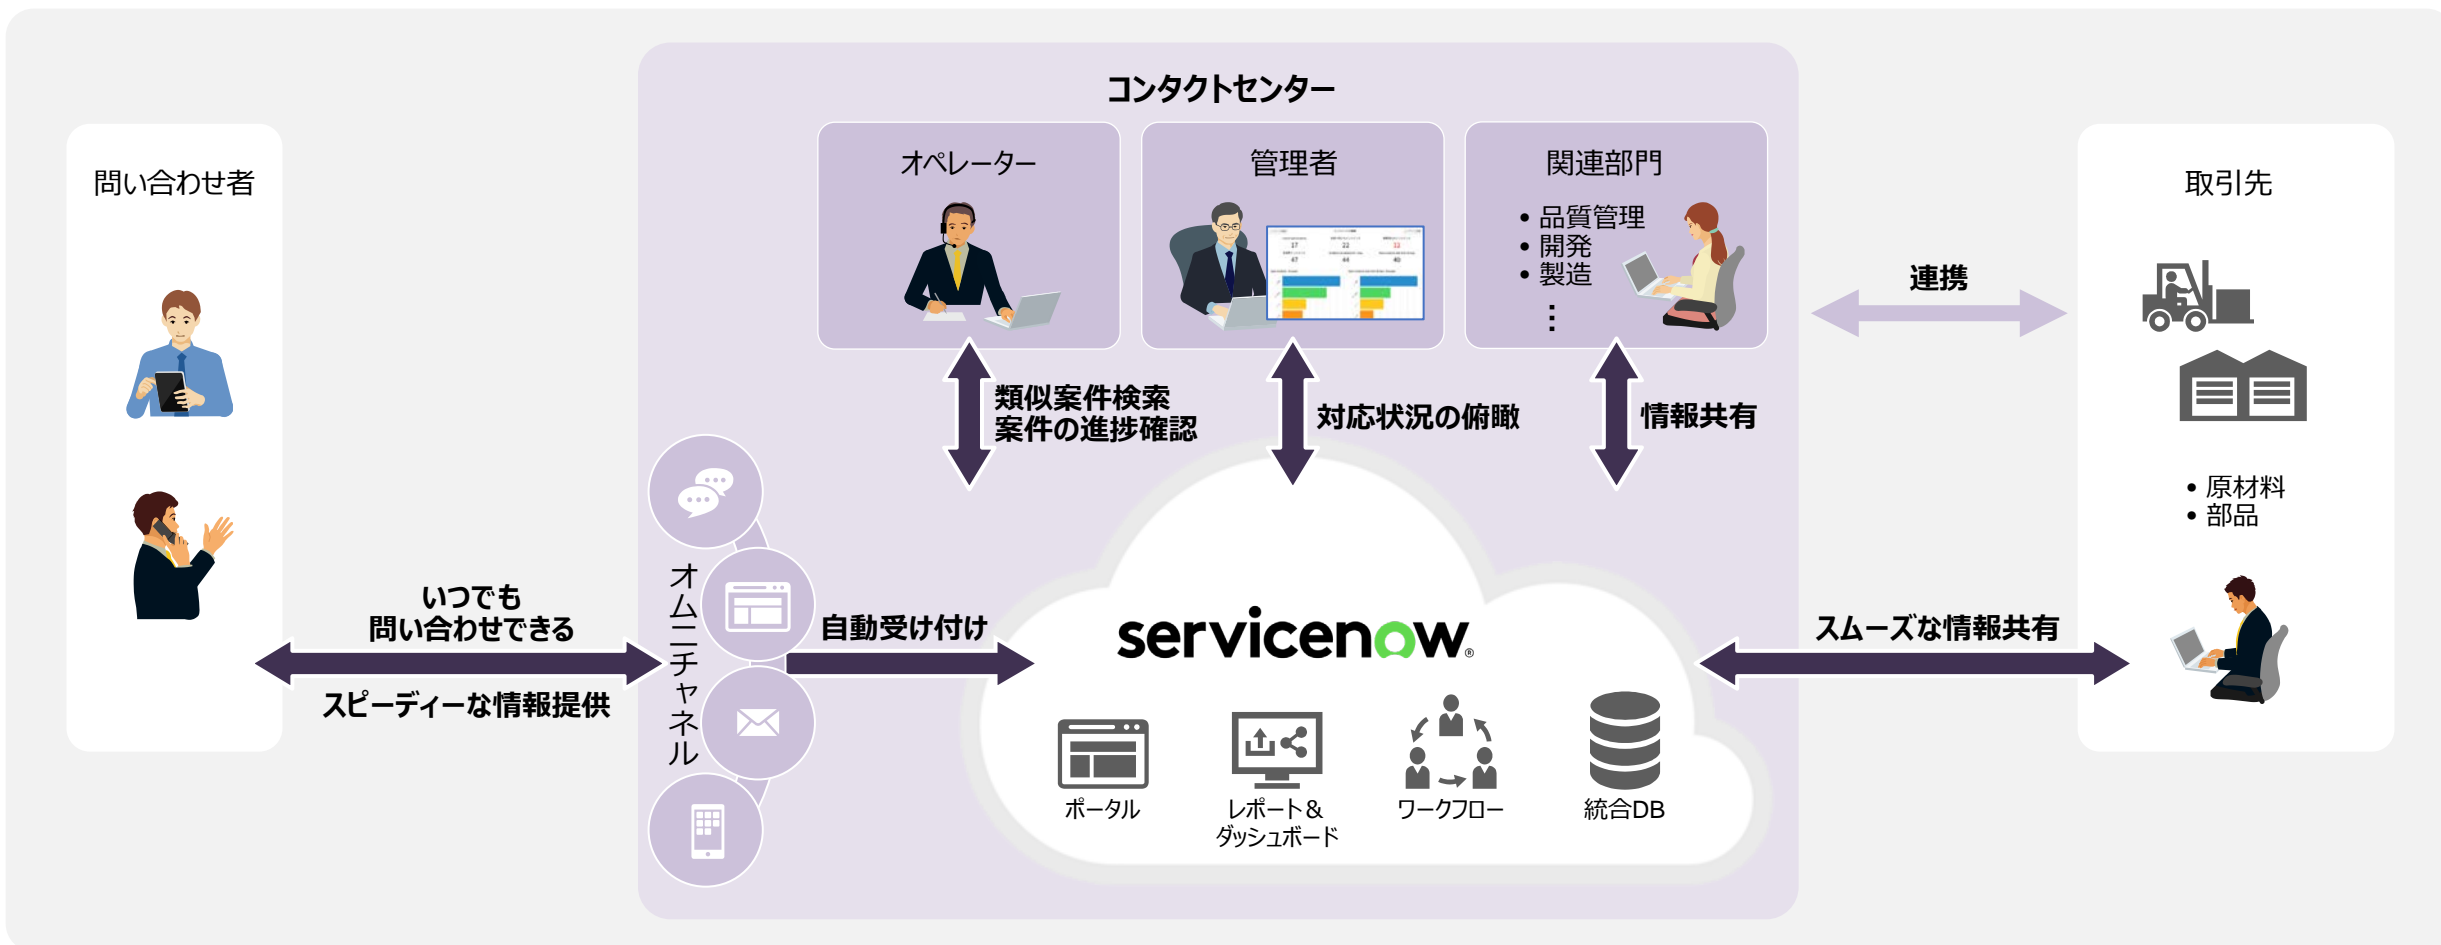 コンタクトセンター
問い合わせ者
オペレーター
管理者
17
22
13
47
44
40
関連部門
• 品質管理
• 開発
• 製造
⋮
連携
取引先
• 原材料
• 部品
類似案件検索
案件の進捗確認
対応状況の俯瞰
情報共有
いつでも
問い合わせできる
スピーディーな情報提供
オムニチャネル
自動受け付け
servicenow®
スムーズな情報共有
ポータル
レポート＆
ダッシュボード
ワークフロー
統合DB